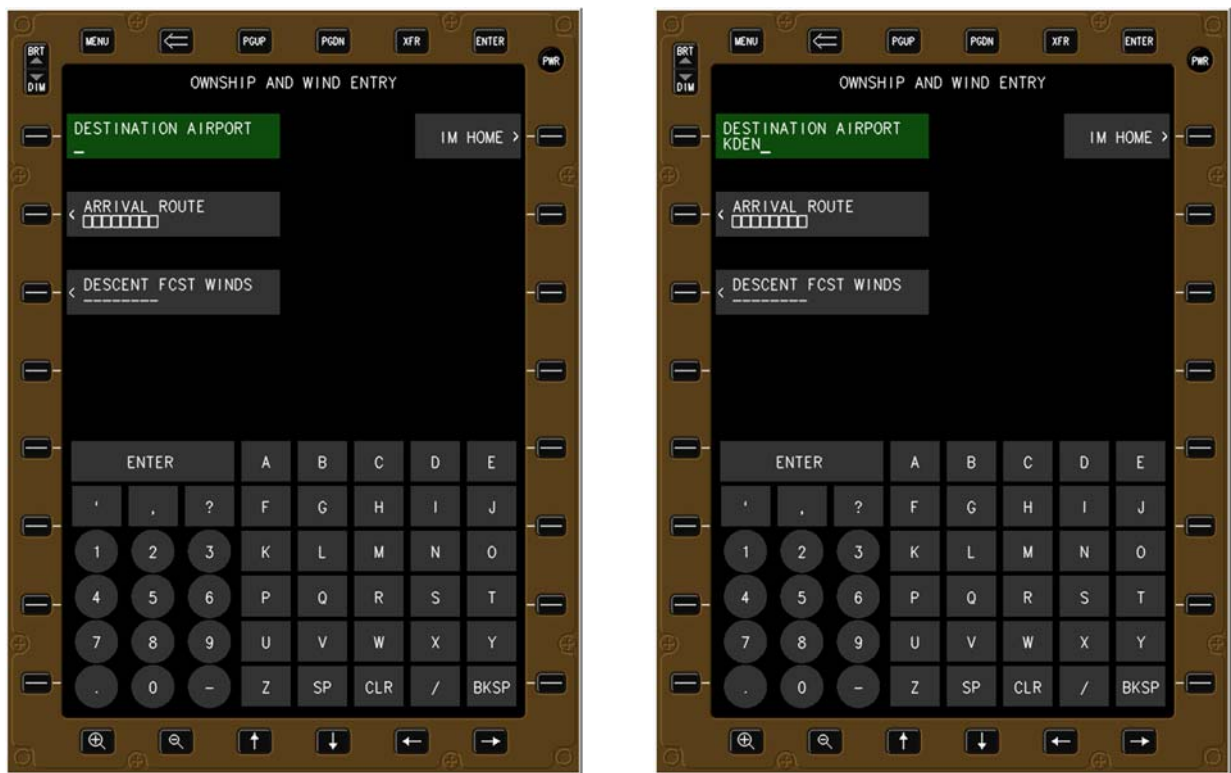 MENU PGUP PGDN XFR ENTER
BRT
DIM
PWR
OWNSHIP AND WIND ENTRY
DESTINATION AIRPORT
_
IM HOME >
< ARRIVAL ROUTE
□□□□□□□□
< DESCENT FCST WINDS
________
ENTER A B C D E
' , ? F G H I J
1 2 3 K L M N O
4 5 6 P Q R S T
7 8 9 U V W X Y
. 0 - Z SP CLR / BKSP
MENU PGUP PGDN XFR ENTER
BRT
DIM
PWR
OWNSHIP AND WIND ENTRY
DESTINATION AIRPORT
KDEN_
IM HOME >
< ARRIVAL ROUTE
□□□□□□□□
< DESCENT FCST WINDS
________
ENTER A B C D E
' , ? F G H I J
1 2 3 K L M N O
4 5 6 P Q R S T
7 8 9 U V W X Y
. 0 - Z SP CLR / BKSP